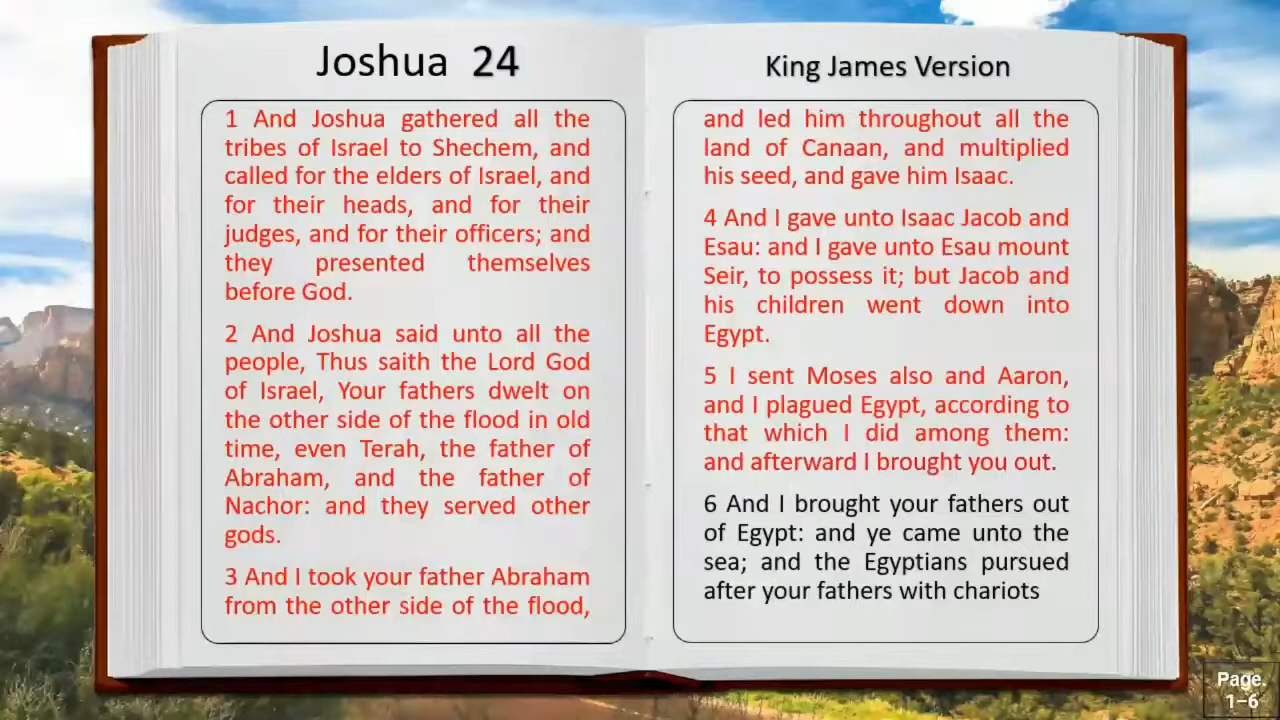 Joshua 24
1 And Joshua gathered all the
tribes of Israel to Shechem, and
called for the elders of Israel, and
for their heads, and for their
judges, and for their officers; and
they presented themselves
before God.
2 And Joshua said unto all the
people, Thus saith the Lord God
of Israel, Your fathers dwelt on
the other side of the flood in old
time, even Terah, the father of
Abraham, and the father of
Nachor: and they served other
gods.
3 And I took your father Abraham
from the other side of the flood,
King James Version
and led him throughout all the
land of Canaan, and multiplied
his seed, and gave him Isaac.
4 And I gave unto Isaac Jacob and
Esau: and I gave unto Esau mount
Seir, to possess it; but Jacob and
his children went down into
Egypt.
5 I sent Moses also and Aaron,
and I plagued Egypt, according to
that which I did among them:
and afterward I brought you out.
6 And I brought your fathers out
of Egypt: and ye came unto the
sea; and the Egyptians pursued
after your fathers with chariots
Page.
1–6